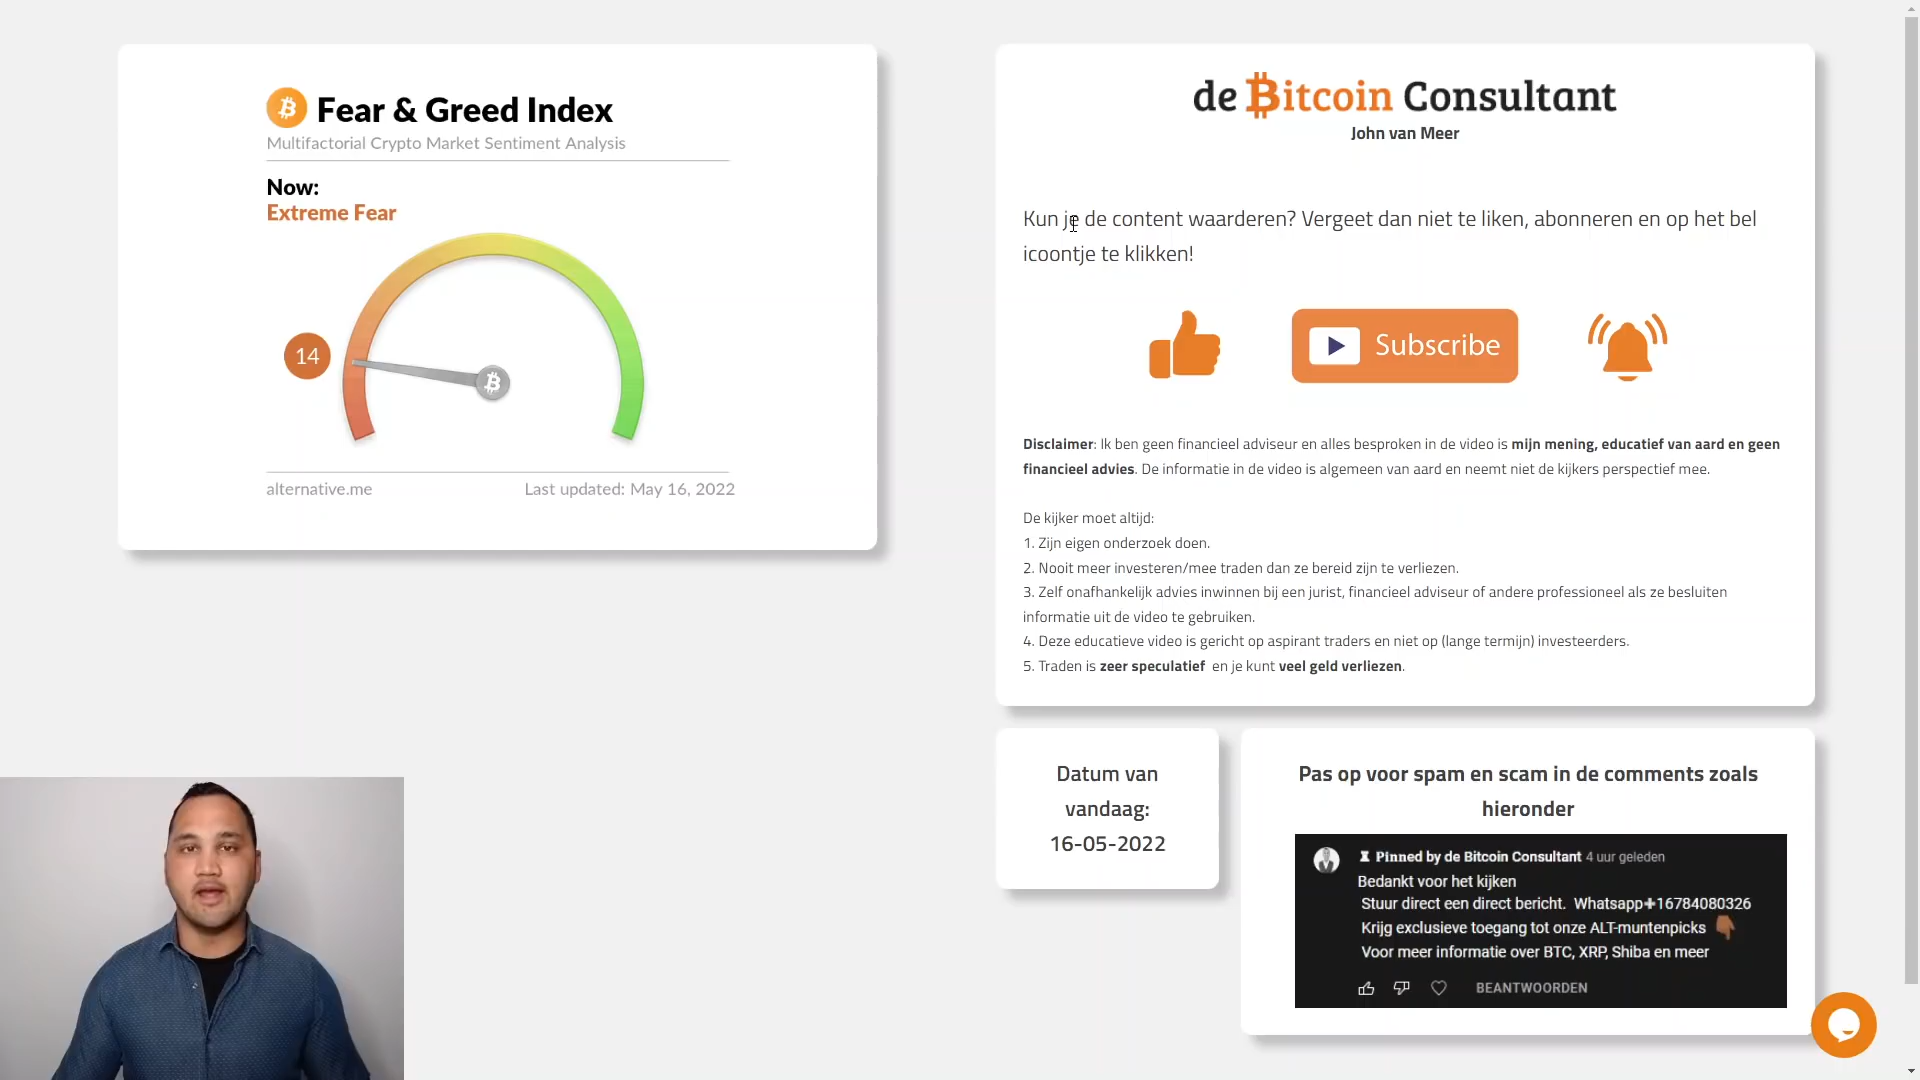 Fear & Greed Index
Multifactorial Crypto Market Sentiment Analysis
Now:
Extreme Fear
14
alternative.me
Last updated: May 16, 2022
de Bitcoin Consultant
John van Meer
Kun je de content waarderen? Vergeet dan niet te liken, abonneren en op het bel
icoontje te klikken!
Subscribe
Disclaimer: Ik ben geen financieel adviseur en alles besproken in de video is mijn mening, educatief van aard en geen
financieel advies. De informatie in de video is algemeen van aard en neemt niet de kijkers perspectief mee.
De kijker moet altijd:
1. Zijn eigen onderzoek doen.
2. Nooit meer investeren/mee traden dan ze bereid zijn te verliezen.
3. Zelf onafhankelijk advies inwinnen bij een jurist, financieel adviseur of andere professioneel als ze besluiten
informatie uit de video te gebruiken.
4. Deze educatieve video is gericht op aspirant traders en niet op (lange termijn) investeerders.
5. Traden is zeer speculatief en je kunt veel geld verliezen.
Datum van
vandaag:
16-05-2022
Pas op voor spam en scam in de comments zoals
hieronder
Pinned by de Bitcoin Consultant 4 uur geleden
Bedankt voor het kijken
Stuur direct een direct bericht. Whatsapp+16784080326
Krijg exclusieve toegang tot onze ALT-muntenpicks
Voor meer informatie over BTC, XRP, Shiba en meer
BEANTWOORDEN